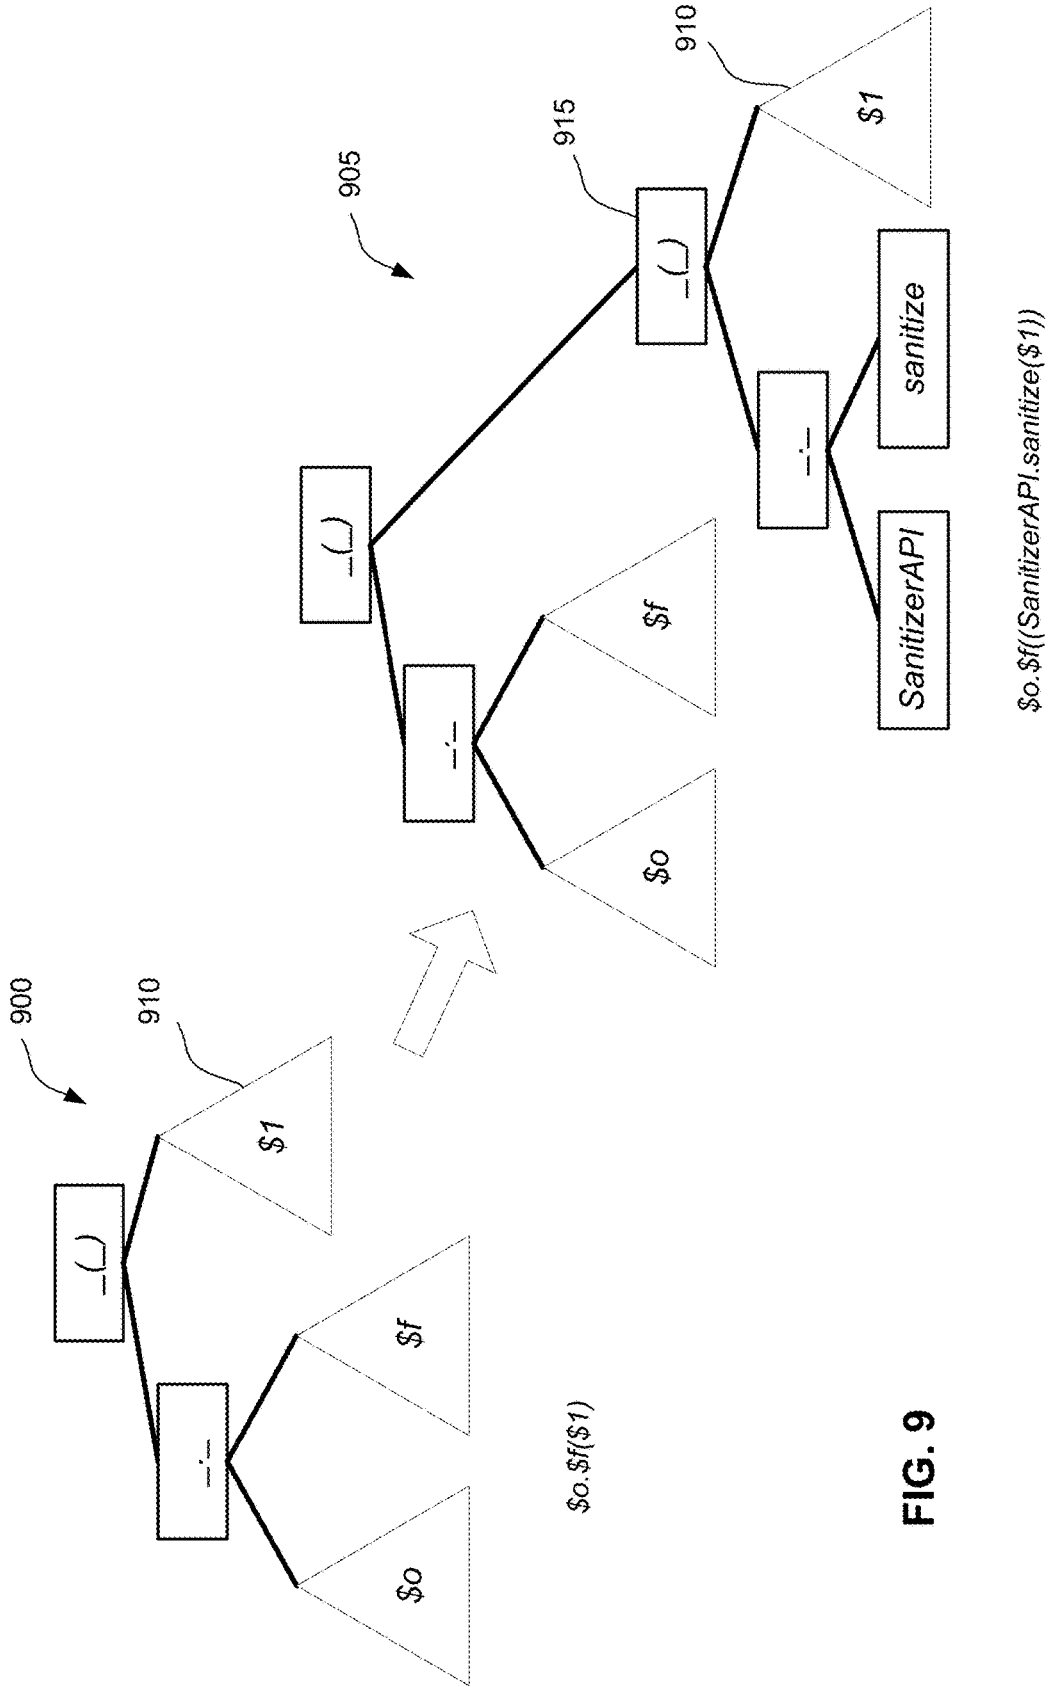 900
_(_)
910
_._
$1
$o
$f
$o.$f($1)
905
_(_)
_._
915
$o
$f
_(_)
910
_._
$1
SanitizerAPI
sanitize
$o.$f((SanitizerAPI.sanitize($1))
FIG. 9